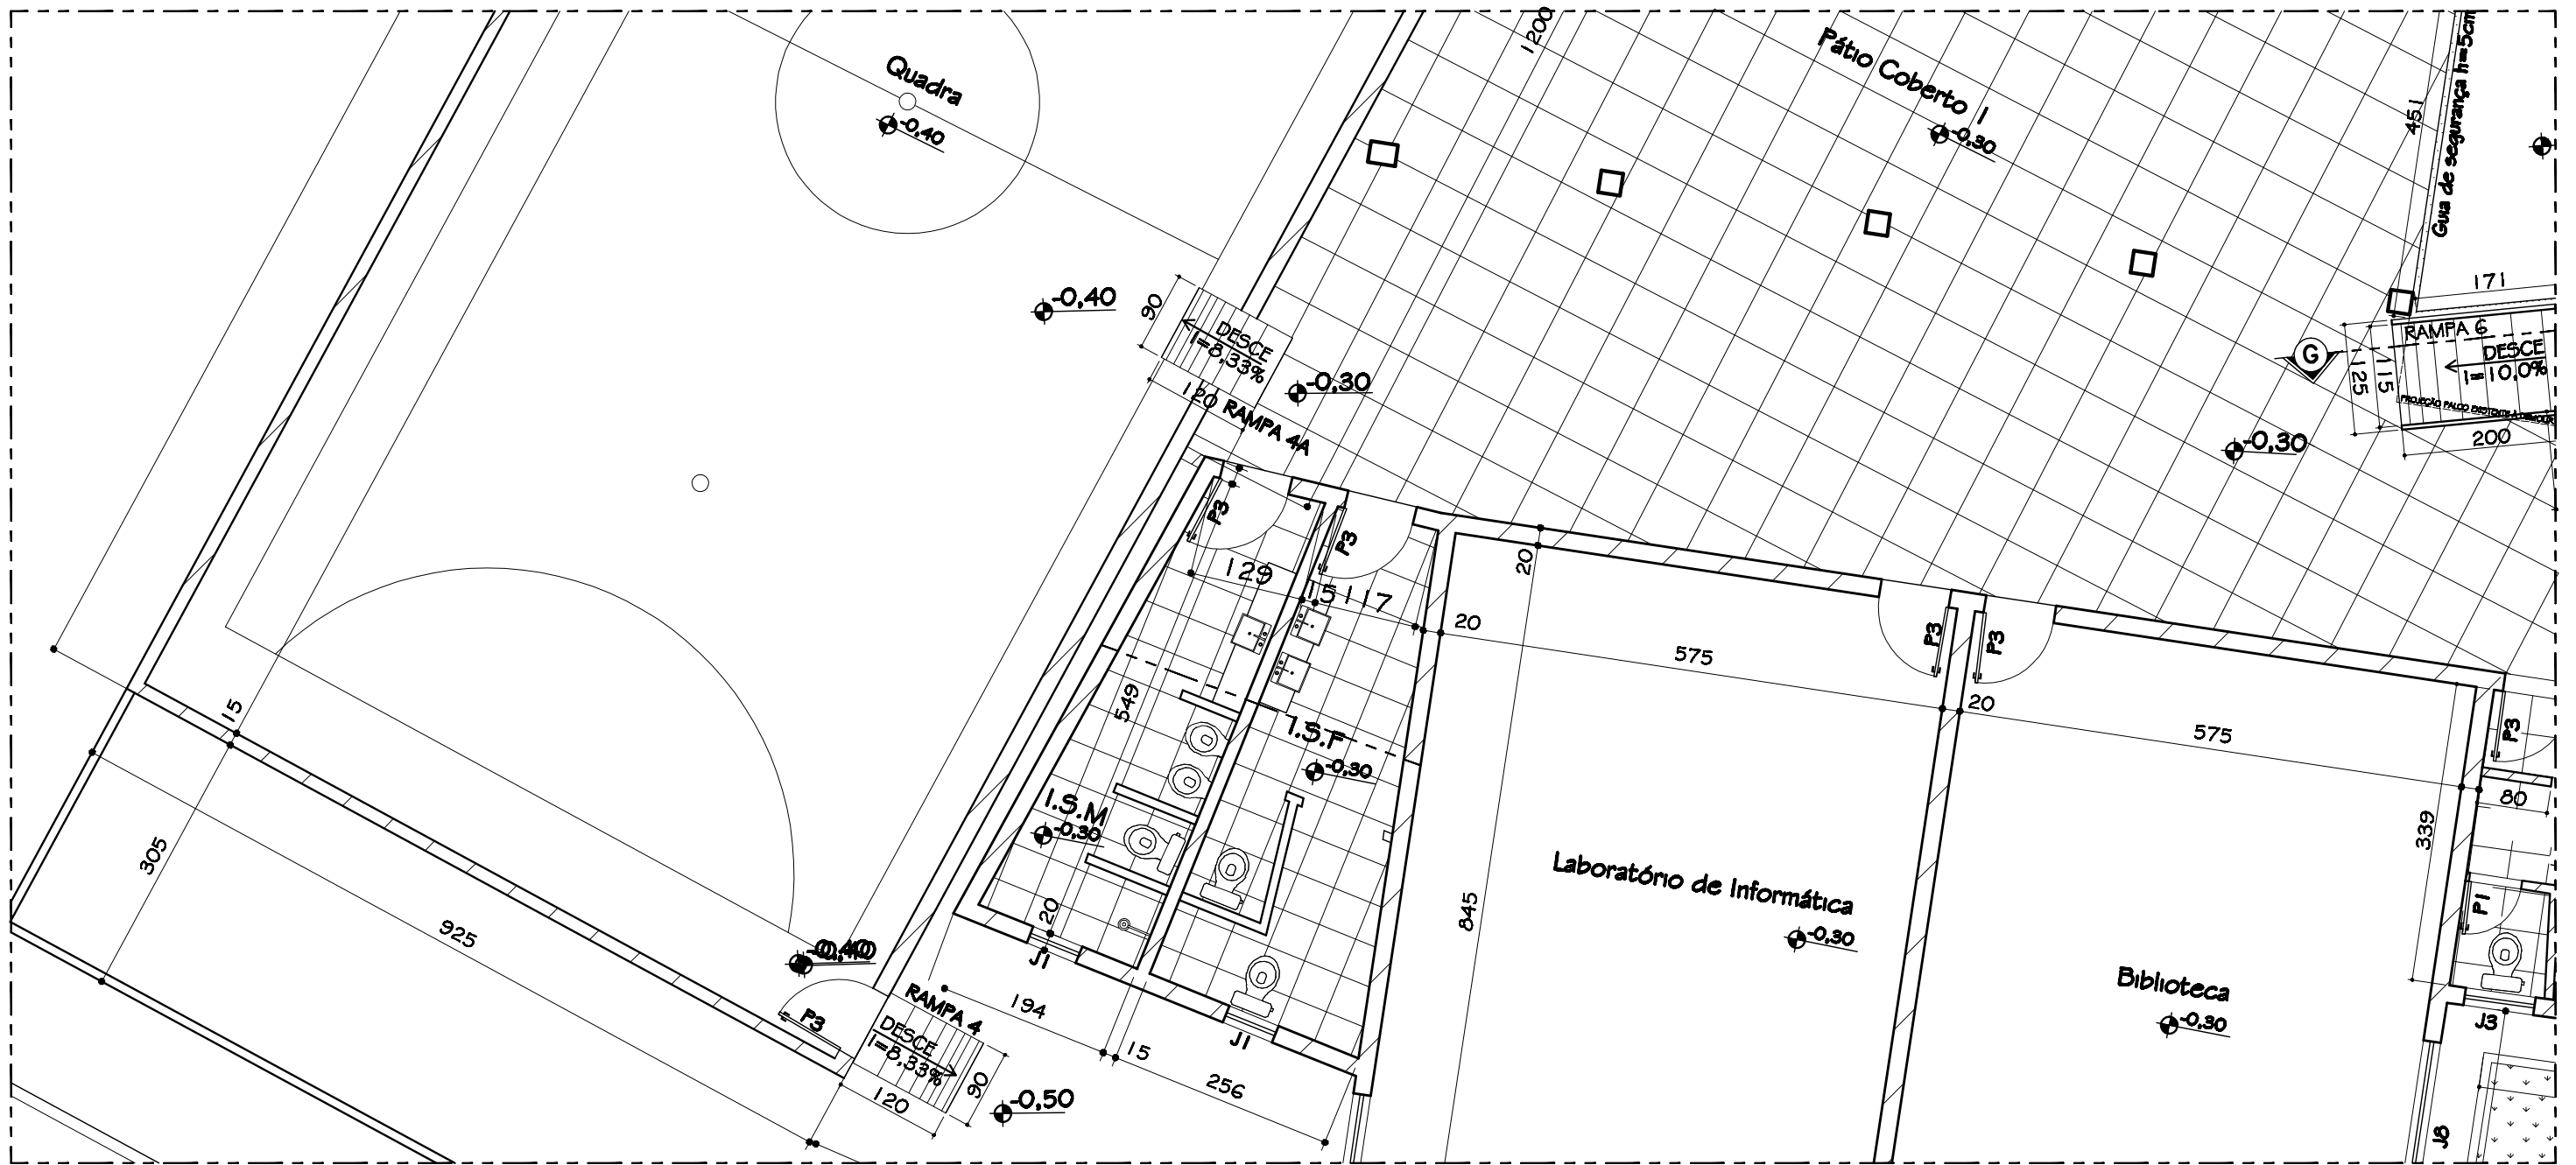 Quadra
-0,40
1200
Pátio Coberto 1
-0,30
451
Guia de segurança h=5cm
171
-0,40
90
DESCE
i=8,33%
120
RAMPA 4A
-0,30
G
RAMPA 6
DESCE
i=10,0%
125
115
200
-0,30
P3
P3
129
15
117
20
20
575
P3
P3
20
575
P3
80
339
549
I.S.F
-0,30
I.S.M
-0,30
15
305
925
-0,40
20
J1
P3
RAMPA 4
DESCE
i=8,33%
120
90
-0,50
194
15
256
J1
845
Laboratório de Informática
-0,30
Biblioteca
-0,30
P1
J3
J8